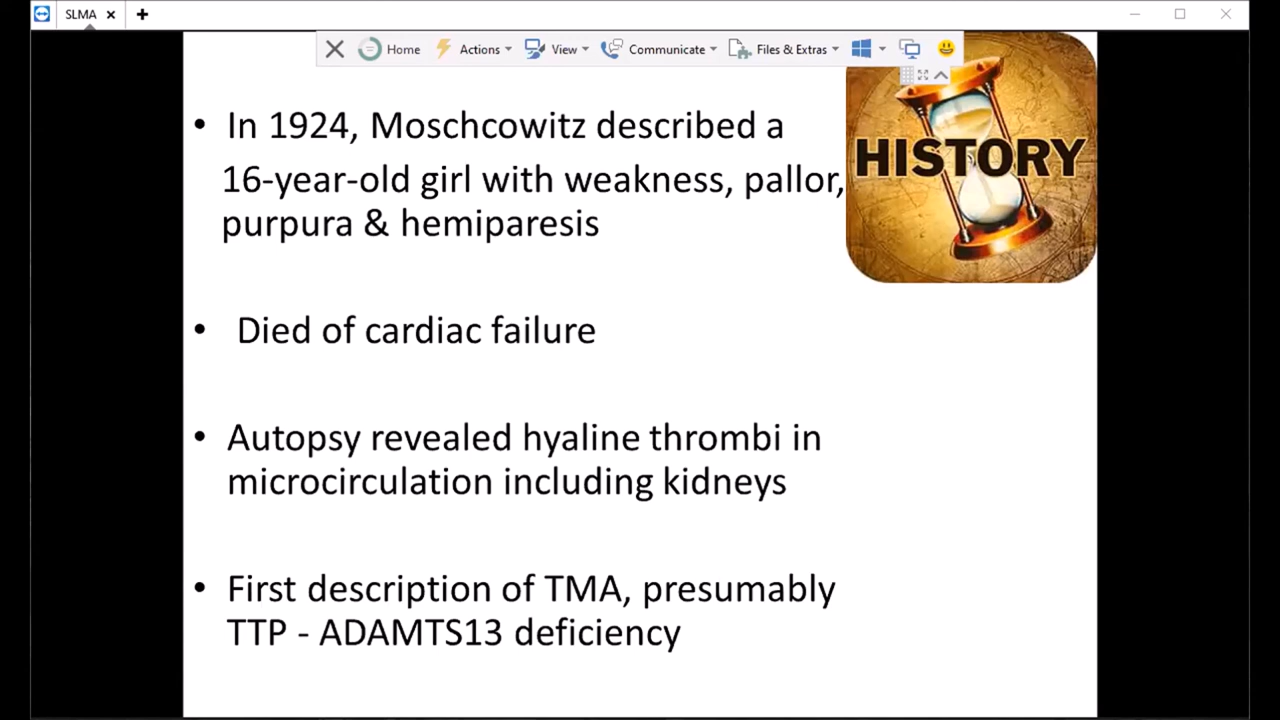 SLMA
Home Actions View Communicate Files & Extras
HISTORY
• In 1924, Moschcowitz described a
16-year-old girl with weakness, pallor,
purpura & hemiparesis
• Died of cardiac failure
• Autopsy revealed hyaline thrombi in
microcirculation including kidneys
• First description of TMA, presumably
TTP - ADAMTS13 deficiency